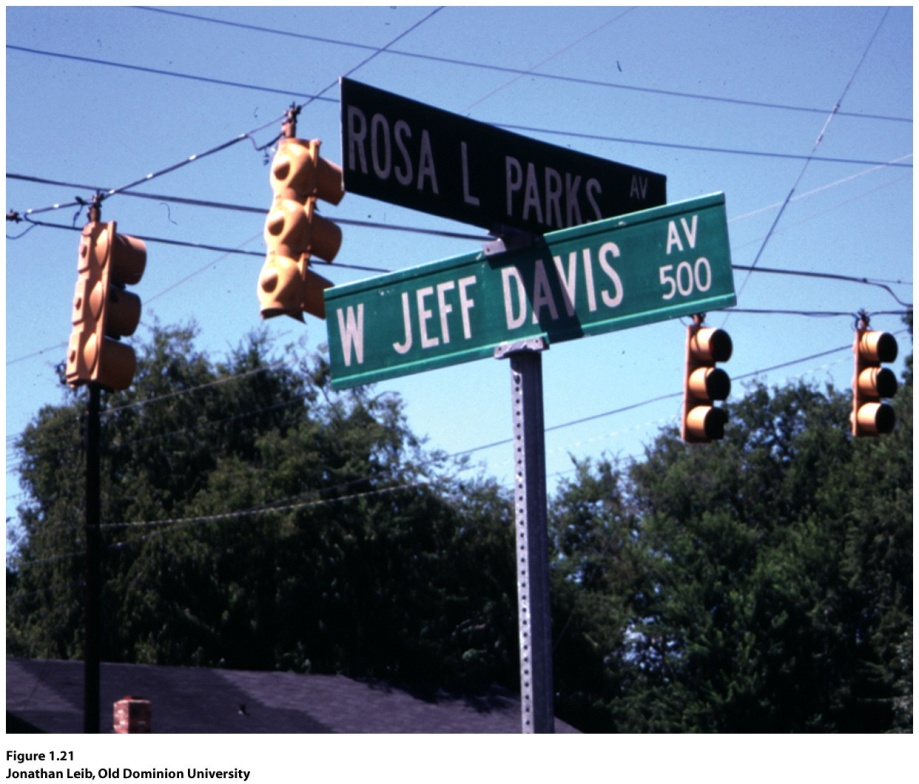 ROSA L PARKS AV
W JEFF DAVIS AV
500
Figure 1.21
Jonathan Leib, Old Dominion University